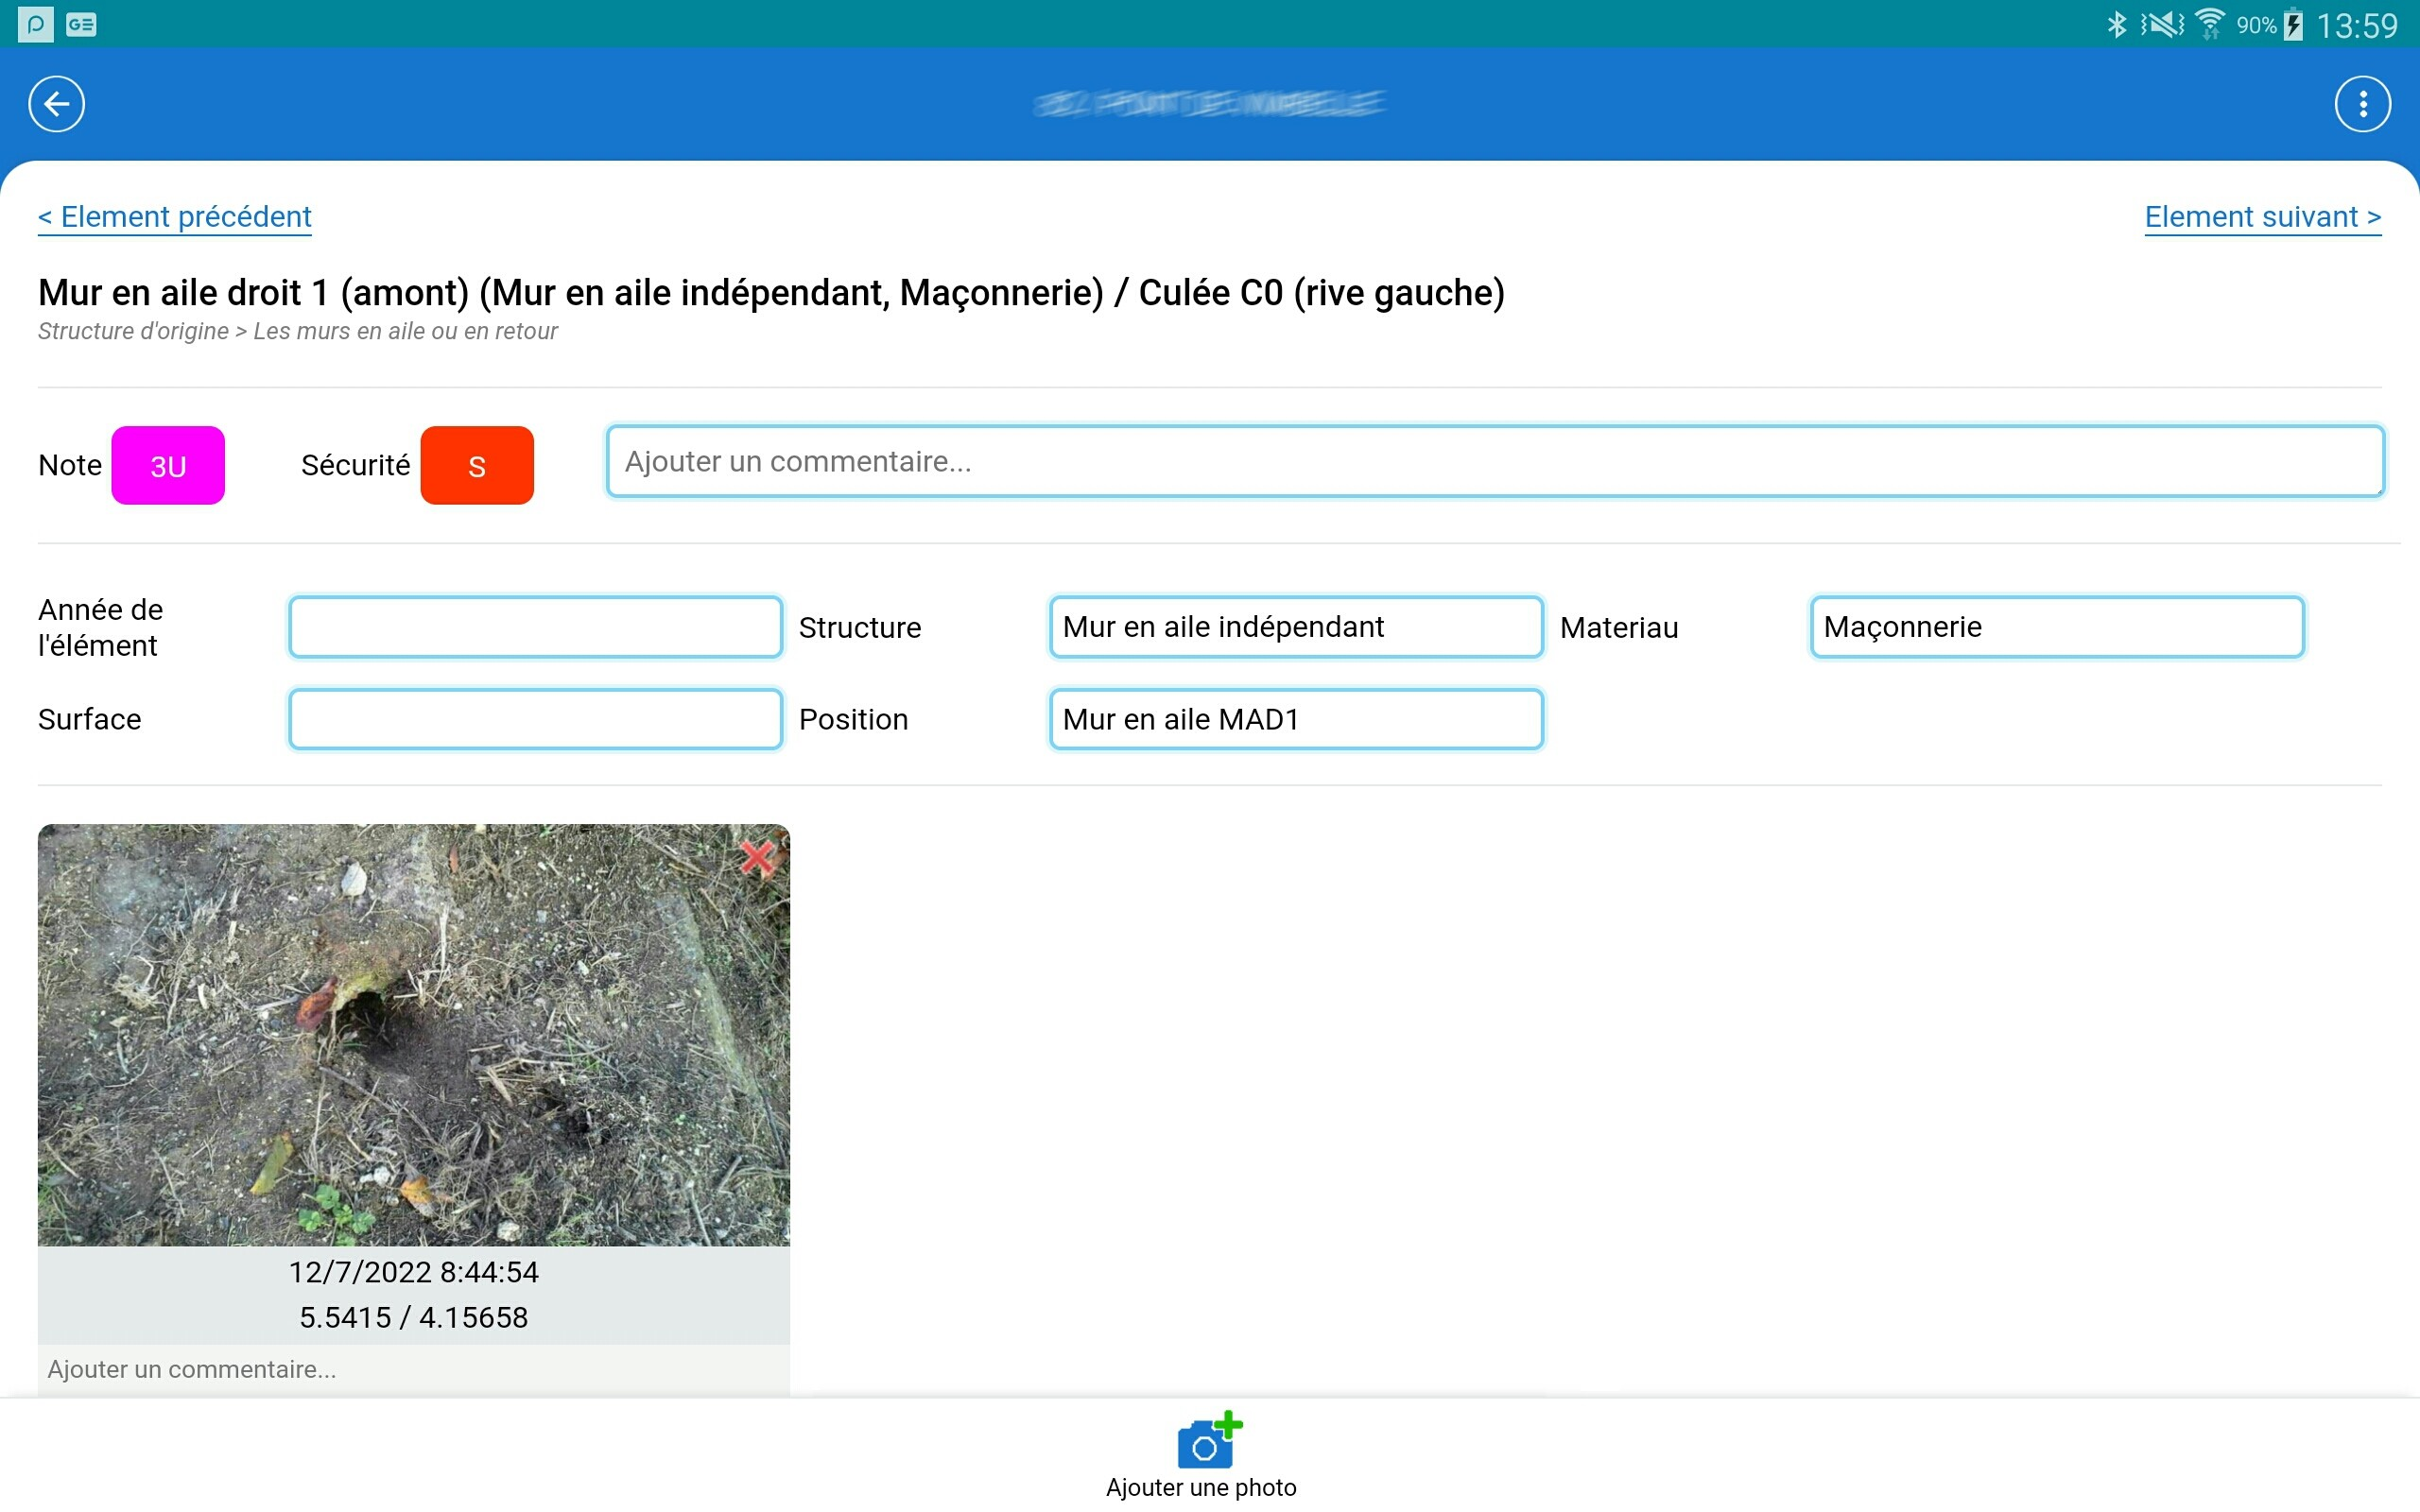 90% 13:59
< Element précédent
Element suivant >
Mur en aile droit 1 (amont) (Mur en aile indépendant, Maçonnerie) / Culée C0 (rive gauche)
Structure d'origine > Les murs en aile ou en retour
Note 3U Sécurité S Ajouter un commentaire...
Année de
l'élément
Structure Mur en aile indépendant Materiau Maçonnerie
Surface Position Mur en aile MAD1
12/7/2022 8:44:54
5.5415 / 4.15658
Ajouter un commentaire...
Ajouter une photo